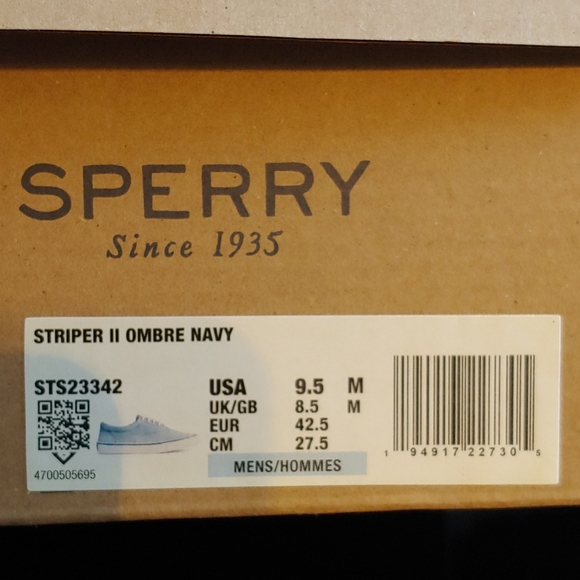 SPERRY
Since 1935
STRIPER II OMBRE NAVY
STS23342
4700505695
USA 9.5 M
UK/GB 8.5 M
EUR 42.5
CM 27.5
MENS/HOMMES
1 94917 22730 5